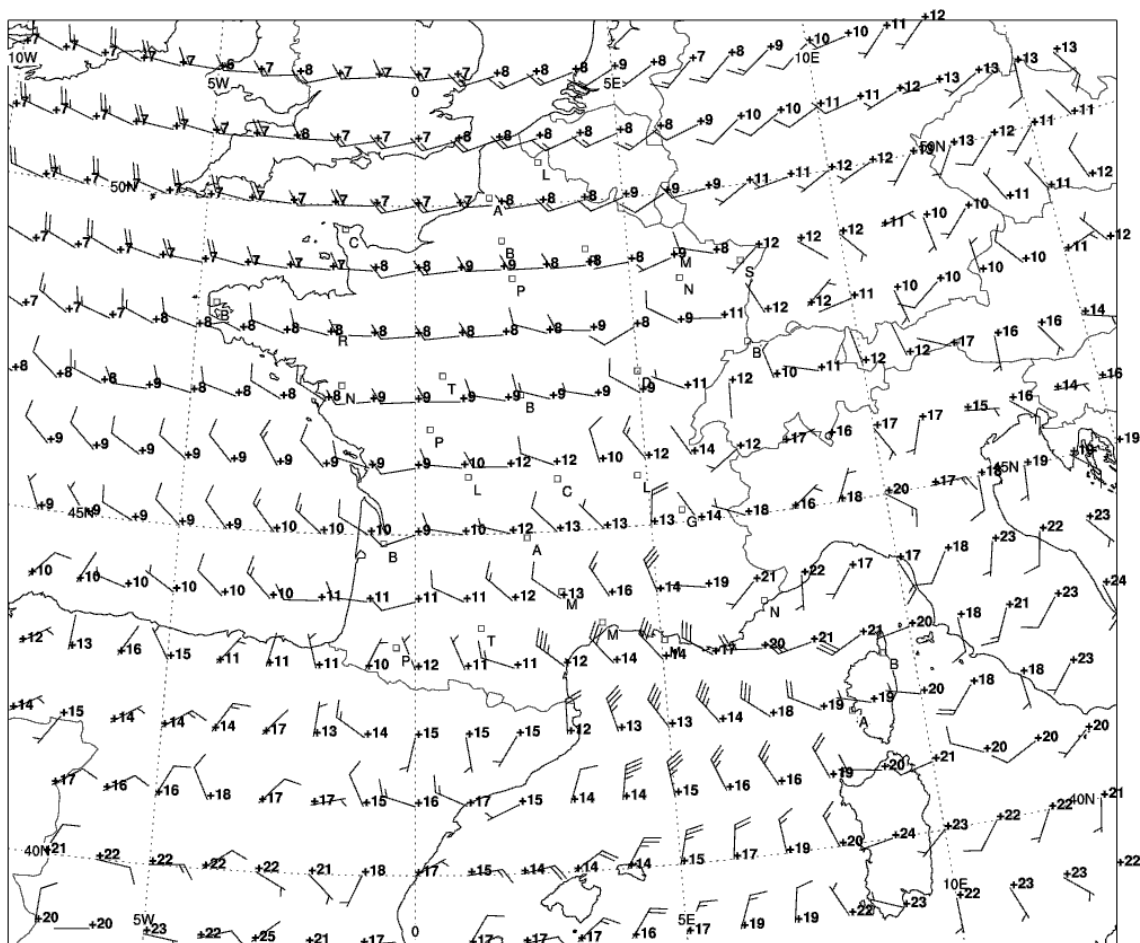 +7 +7 +7 +7 +6 +7 +8 +7 +7 +7 +7 +8 +8 +8 +9 +8 +7 +8 +9 +10 +10 +11 +12
10W 5W 0 5E 10E
+7 +7 +7 +7 +7 +7 +7 +8 +7 +7 +7 +8 +8 +8 +8 +8 +8 +9 +10 +10 +11 +11 +12 +13 +13 +13 +13
50N +7 +7 +7 +7 +7 +7 +7 +7 +7 +7 +7 +7 +8 +8 +8 +9 +9 +9 +11 +11 +12 +12 +13 50N +13 +12 +11 +11
L
A
C B M S
+7 +7 +7 +7 +7 +7 +7 +7 +8 +8 +9 +9 +8 +8 +8 +9 +8 +12 +12 +12 +11 +10 +10 +11 +11 +12
P N
+7 +7 +7 +8 +8 +8 +8 +8 +8 +8 +8 +8 +8 +9 +8 +9 +11 +12 +12 +11 +10 +10 +10 +10 +11 +12
B R B
+8 +8 +8 +9 +8 +8 +8 +8 +9 +9 +9 +9 +9 +9 +9 +11 +12 +10 +11 +12 +12 +17 +16 +16 +14
N T B D
+9 +9 +9 +9 +9 +9 +9 +9 +9 +10 +12 +12 +10 +12 +14 +12 +17 +16 +17 +17 +15 +16 +14 +16
P L C L
+9 45N +9 +9 +9 +9 +10 +10 +10 +9 +10 +12 +13 +13 +13 +14 +18 +16 +18 +20 +17 +18 45N +19 +19 +19
B A G
+10 +10 +10 +10 +10 +10 +11 +11 +11 +11 +12 +13 +16 +14 +19 +21 +22 +17 +17 +18 +23 +22 +23
M N
+12 +13 +16 +15 +11 +11 +11 +10 +12 +11 +11 +12 +14 +14 +17 +20 +21 +21 +20 +18 +21 +23 +24
P T M M B
+14 +15 +14 +14 +14 +17 +13 +14 +15 +15 +15 +12 +13 +13 +14 +18 +19 +19 +20 +18 +18 +23
A
+17 +16 +16 +18 +17 +17 +15 +16 +17 +15 +14 +14 +15 +16 +16 +19 +20 +21 +20 +20 +20
40N +21 +22 +22 +22 +22 +21 +18 +17 +15 +14 +14 +14 +15 +17 +19 +20 +24 +23 +22 +22 40N +21
+20 +20 +23 +22 +25 +21 +17 +17 +17 +17 +16 +17 +19 +19 +22 +23 +22 +23 +23 +22
5W 0 5E 10E